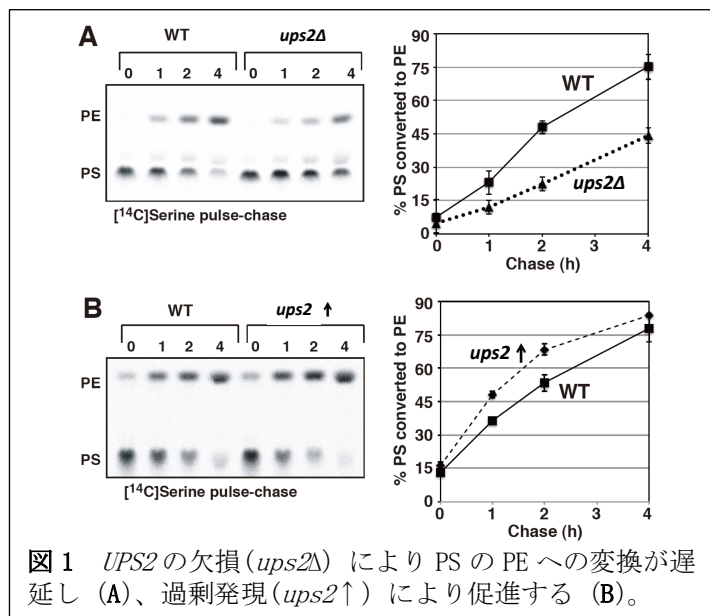 A
WT ups2Δ
0 1 2 4 0 1 2 4
PE
PS
[¹⁴C]Serine pulse-chase
% PS converted to PE
90
75
60
45
30
15
0
WT
ups2Δ
0 1 2 3 4
Chase (h)
B
WT ups2 ↑
0 1 2 4 0 1 2 4
PE
PS
[¹⁴C]Serine pulse-chase
% PS converted to PE
90
75
60
45
30
15
0
ups2 ↑
WT
0 1 2 3 4
Chase (h)
図1 UPS2の欠損(ups2Δ) により PS の PE への変換が遅
延し (A)、過剰発現(ups2↑) により促進する (B)。